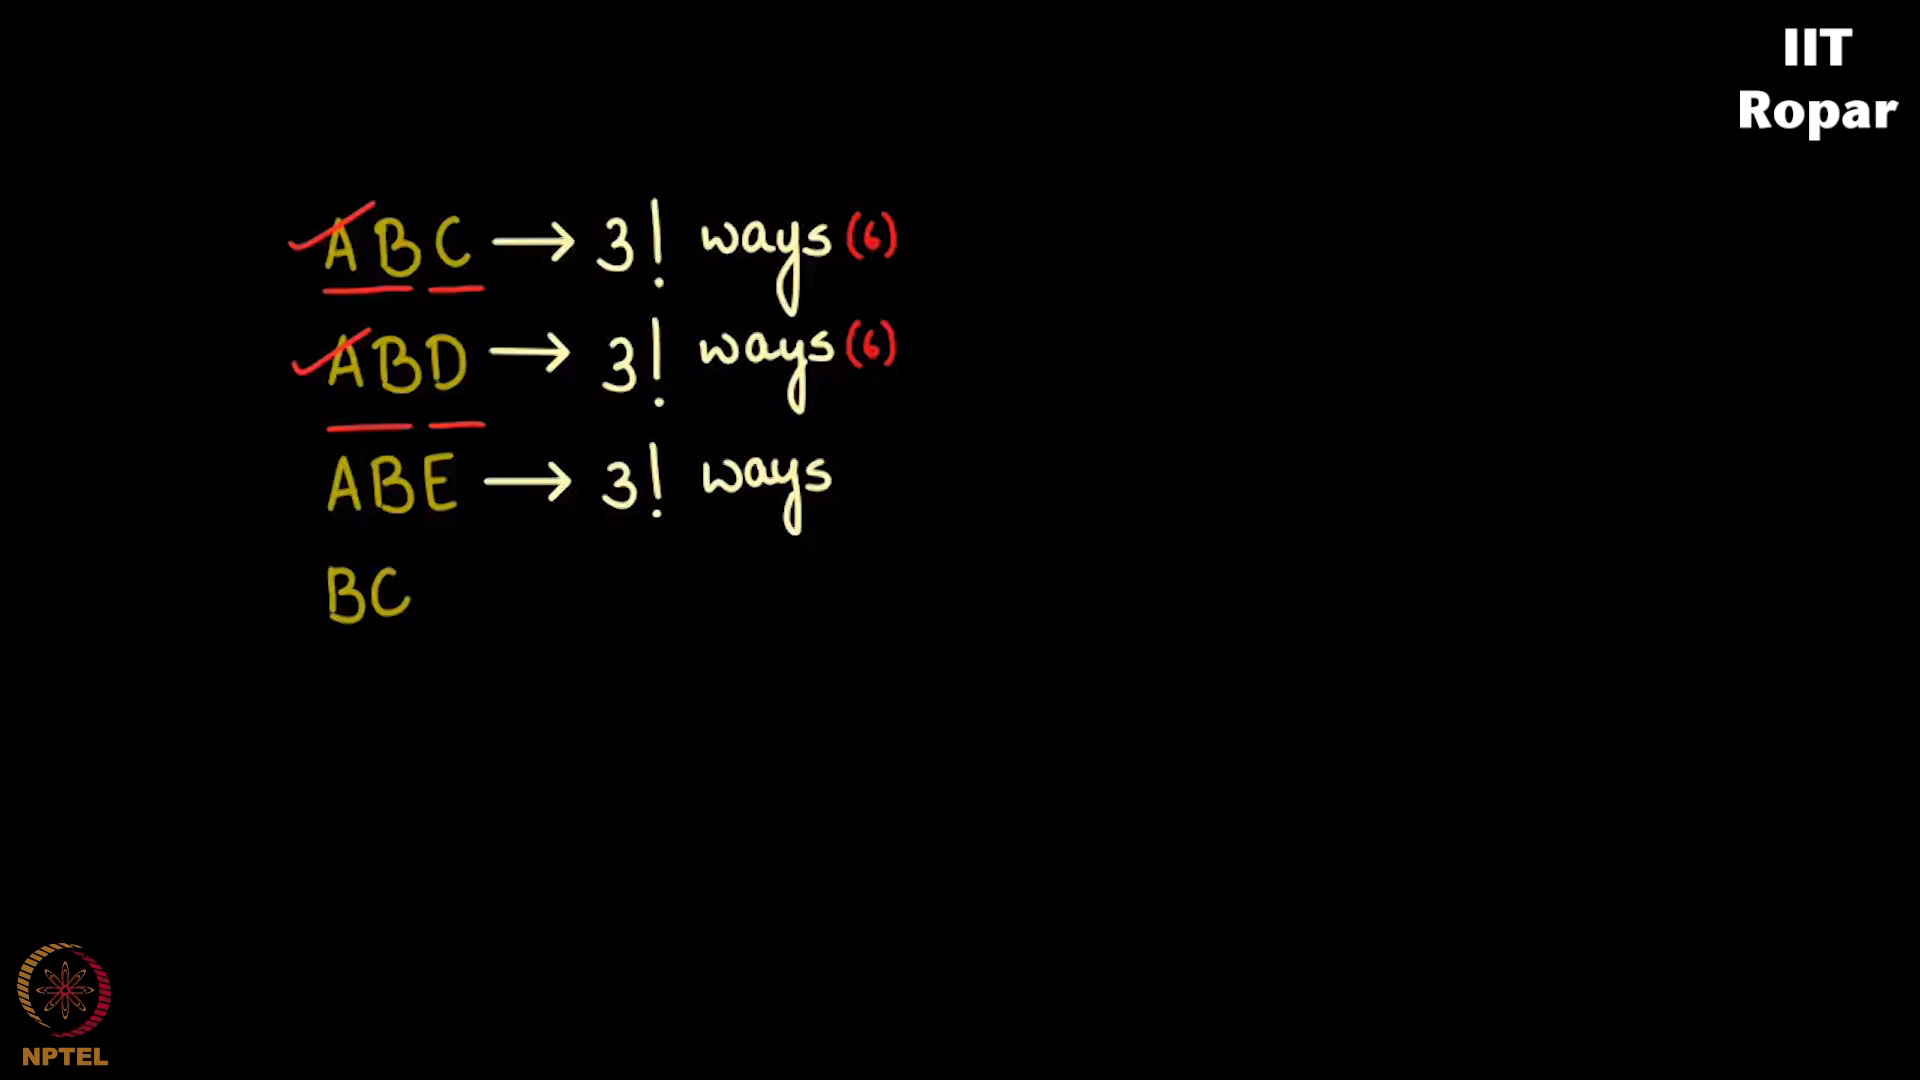 IIT
Ropar
ABC → 3! ways (6)
ABD → 3! ways (6)
ABE → 3! ways
BC
NPTEL